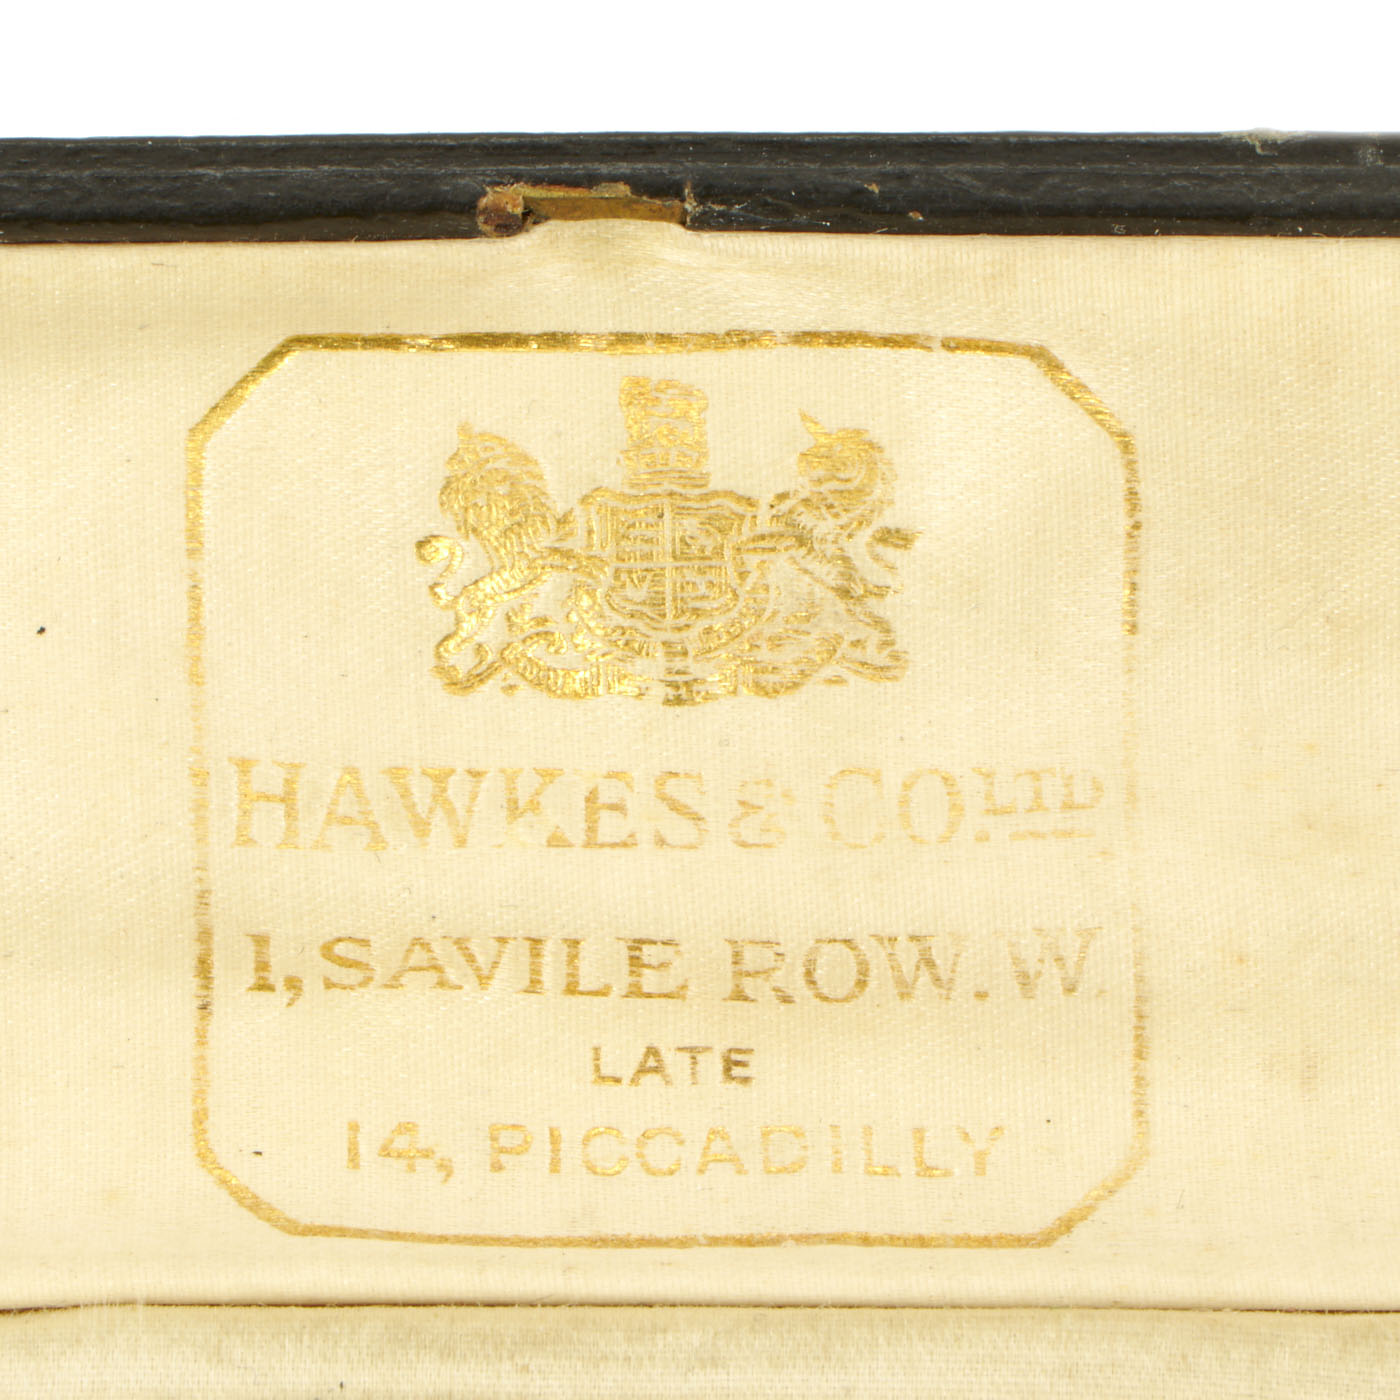 HAWKES & CO. LTD
1, SAVILE ROW. W.
LATE
14, PICCADILLY